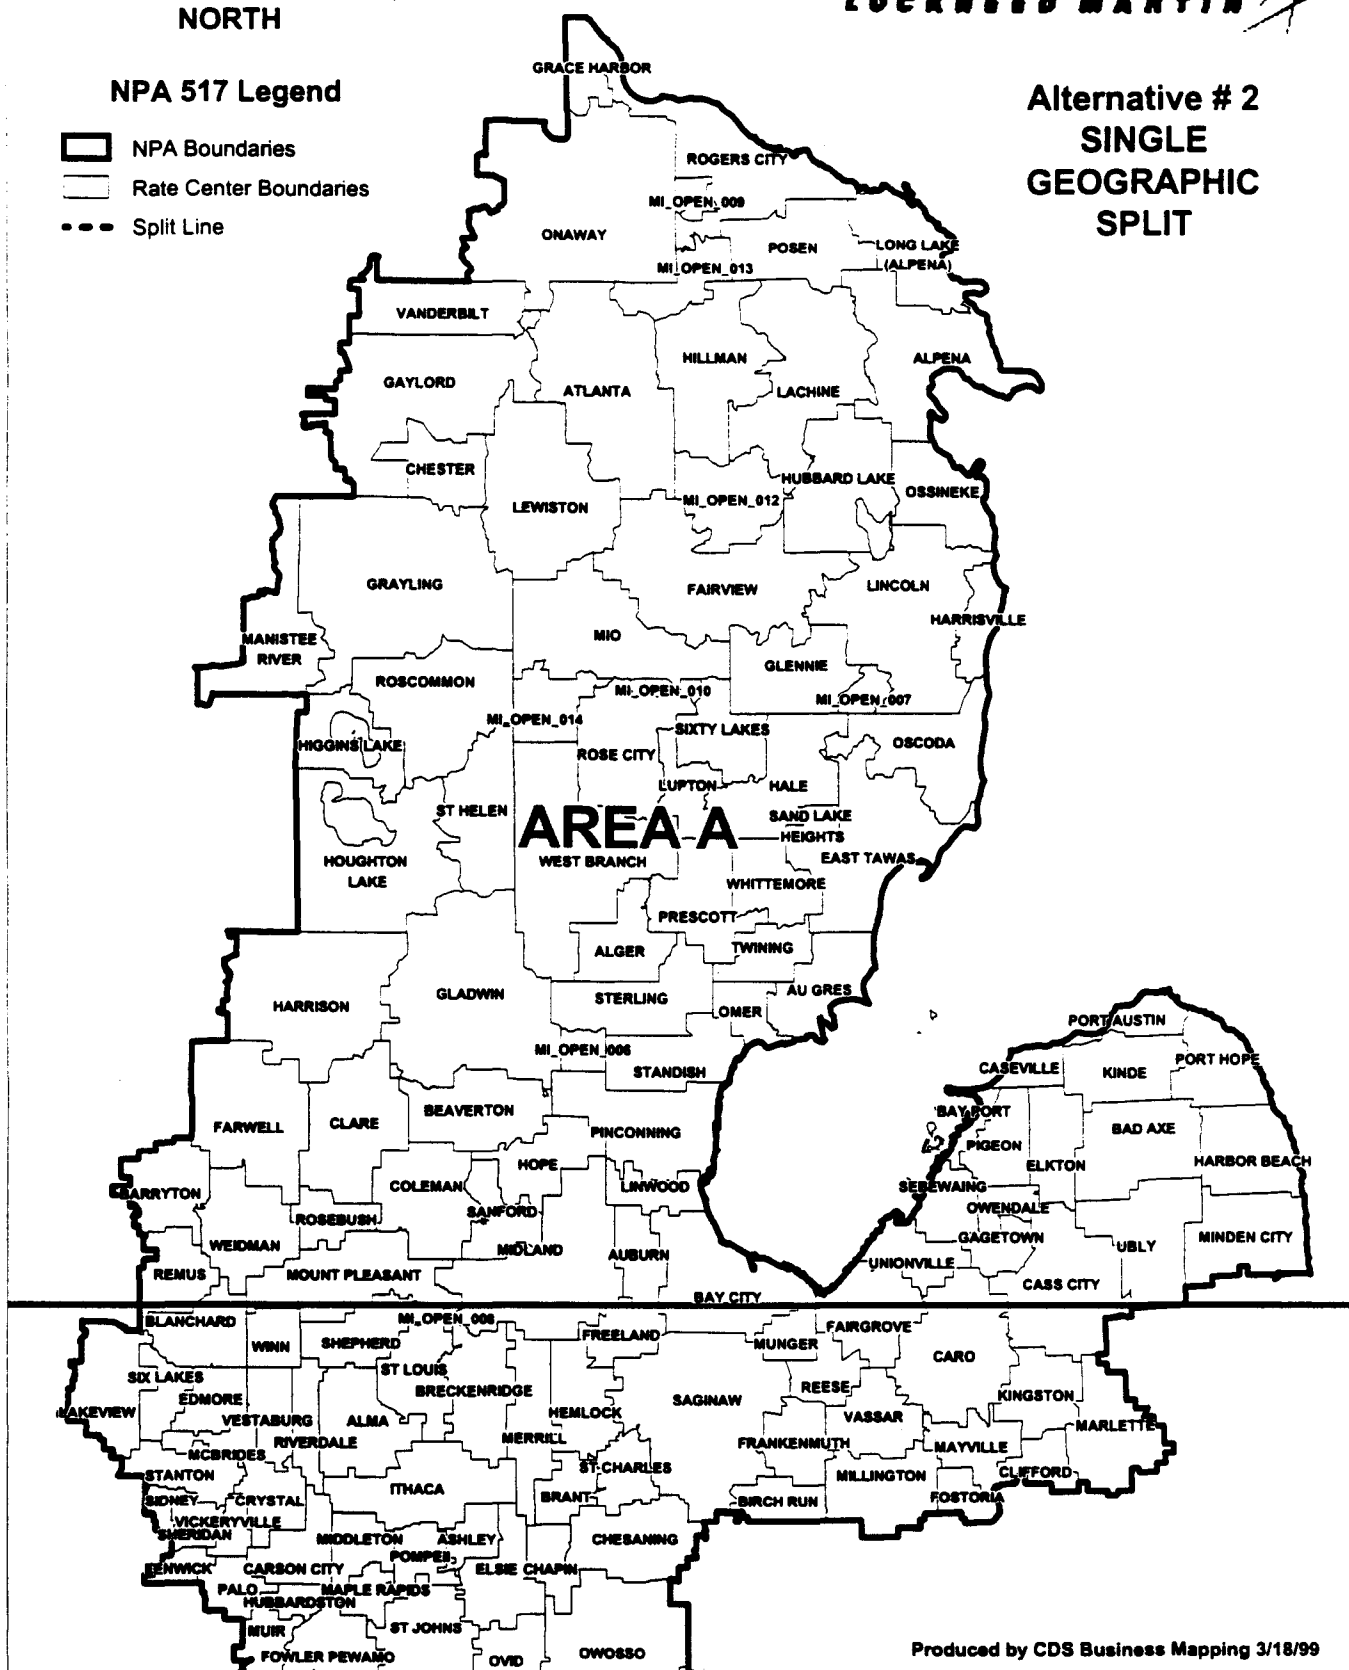 NORTH
LOCKHEED MARTIN
NPA 517 Legend
NPA Boundaries
Rate Center Boundaries
Split Line
Alternative # 2
SINGLE
GEOGRAPHIC
SPLIT
GRACE HARBOR
ROGERS CITY
MI_OPEN_009
ONAWAY
POSEN
LONG LAKE
(ALPENA)
MI_OPEN_013
VANDERBILT
HILLMAN
ALPENA
GAYLORD
ATLANTA
LACHINE
CHESTER
HUBBARD LAKE
OSSINEKE
MI_OPEN_012
LEWISTON
GRAYLING
FAIRVIEW
LINCOLN
HARRISVILLE
MANISTEE
RIVER
MIO
GLENNIE
ROSCOMMON
MI_OPEN_010
MI_OPEN_007
MI_OPEN_014
SIXTY LAKES
HIGGINS LAKE
ROSE CITY
OSCODA
LUPTON
HALE
ST HELEN
SAND LAKE
HEIGHTS
AREA A
HOUGHTON
LAKE
WEST BRANCH
EAST TAWAS
WHITTEMORE
PRESCOTT
ALGER
TWINING
HARRISON
GLADWIN
STERLING
AU GRES
OMER
MI_OPEN_006
STANDISH
PORT AUSTIN
CASEVILLE
KINDE
PORT HOPE
BEAVERTON
FARWELL
CLARE
PINCONNING
BAY PORT
BAD AXE
PIGEON
HOPE
ELKTON
HARBOR BEACH
BARRYTON
COLEMAN
LINWOOD
SEBEWAING
SANFORD
OWENDALE
ROSEBUSH
WEIDMAN
MIDLAND
AUBURN
GAGETOWN
UBLY
MINDEN CITY
REMUS
MOUNT PLEASANT
UNIONVILLE
CASS CITY
BAY CITY
BLANCHARD
MI_OPEN_008
WINN
SHEPHERD
FREELAND
MUNGER
FAIRGROVE
CARO
SIX LAKES
ST LOUIS
EDMORE
BRECKENRIDGE
SAGINAW
REESE
KINGSTON
LAKEVIEW
VESTABURG
ALMA
HEMLOCK
VASSAR
MARLETTE
RIVERDALE
MERRILL
FRANKENMUTH
MAYVILLE
MCBRIDES
STANTON
ST CHARLES
MILLINGTON
CLIFFORD
ITHACA
SIDNEY
CRYSTAL
BRANT
BIRCH RUN
FOSTORIA
VICKERYVILLE
SHERIDAN
MIDDLETON
ASHLEY
CHESANING
POMPEII
FENWICK
CARSON CITY
ELSIE CHAPIN
PALO
MAPLE RAPIDS
HUBBARDSTON
MUIR
ST JOHNS
FOWLER PEWAMO
OVID
OWOSSO
Produced by CDS Business Mapping 3/18/99